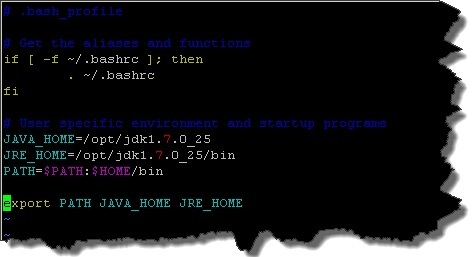 # .bash_profile
# Get the aliases and functions
if [ -f ~/.bashrc ]; then
. ~/.bashrc
fi
# User specific environment and startup programs
JAVA_HOME=/opt/jdk1.7.0_25
JRE_HOME=/opt/jdk1.7.0_25/bin
PATH=$PATH:$HOME/bin
export PATH JAVA_HOME JRE_HOME
~
~